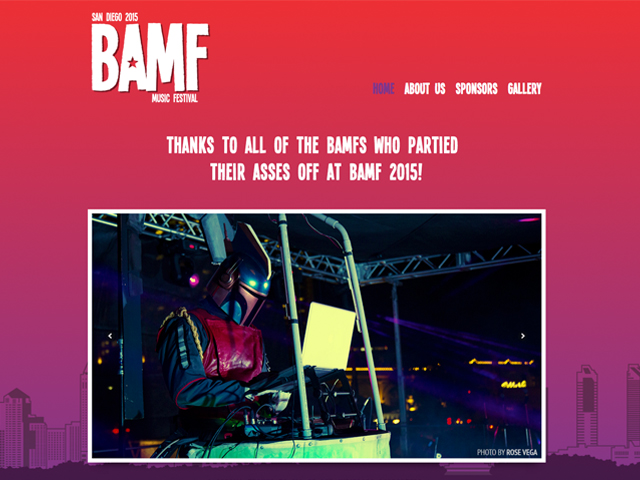 SAN DIEGO 2015
BAMF
MUSIC FESTIVAL
HOME ABOUT US SPONSORS GALLERY
THANKS TO ALL OF THE BAMFS WHO PARTIED
THEIR ASSES OFF AT BAMF 2015!
PHOTO BY ROSE VEGA